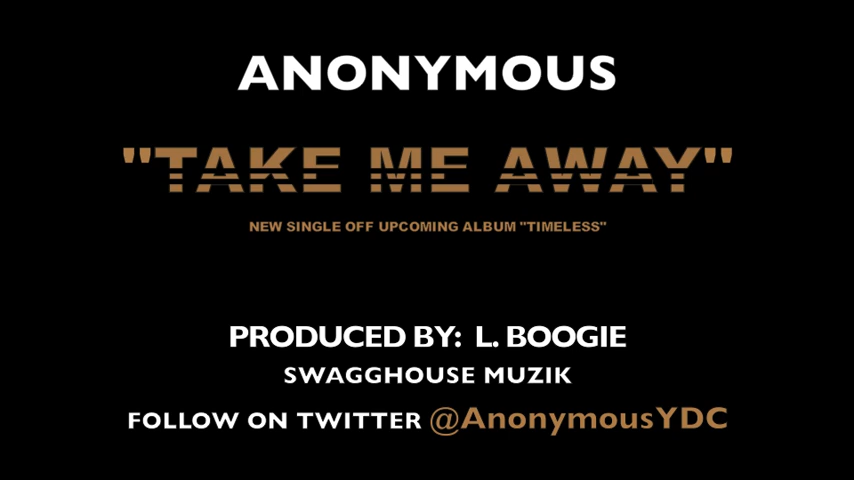 ANONYMOUS
"TAKE ME AWAY"
NEW SINGLE OFF UPCOMING ALBUM "TIMELESS"
PRODUCED BY: L. BOOGIE
SWAGGHOUSE MUZIK
FOLLOW ON TWITTER @AnonymousYDC